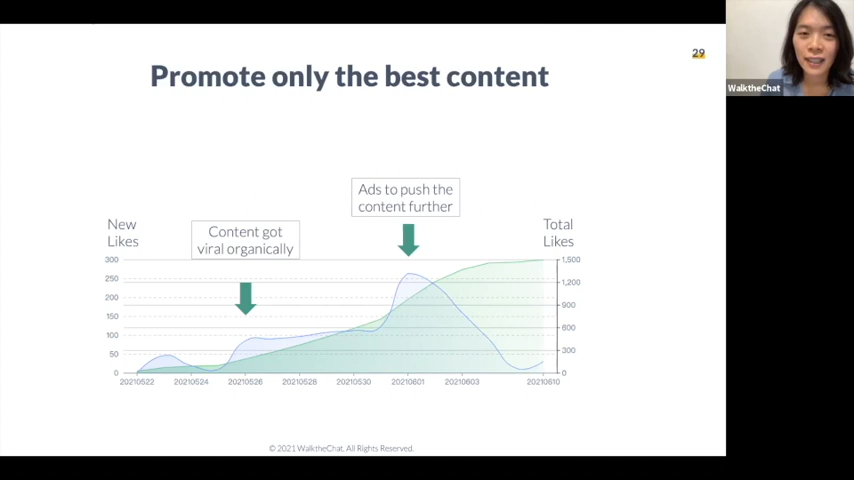 29
Promote only the best content
WalktheChat
Ads to push the
content further
New
Likes
Content got
viral organically
Total
Likes
300
250
200
150
100
50
0
1,500
1,200
900
600
300
0
20210522
20210524
20210526
20210528
20210530
20210601
20210603
20210610
© 2021 WalktheChat. All Rights Reserved.